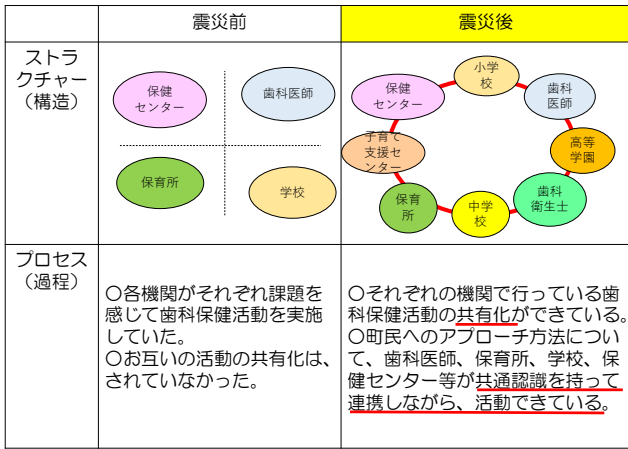 震災前
震災後
ストラ
クチャー
（構造）
保健
センター
歯科医師
保育所
学校
小学
校
保健
センター
歯科
医師
子育て
支援セ
ンター
高等
学園
保育
所
中学
校
歯科
衛生士
プロセス
（過程）
〇各機関がそれぞれ課題を
感じて歯科保健活動を実施
していた。
〇お互いの活動の共有化は、
されていなかった。
〇それぞれの機関で行っている歯
科保健活動の共有化ができている。
〇町民へのアプローチ方法につい
て、歯科医師、保育所、学校、保
健センター等が共通認識を持って
連携しながら、活動できている。